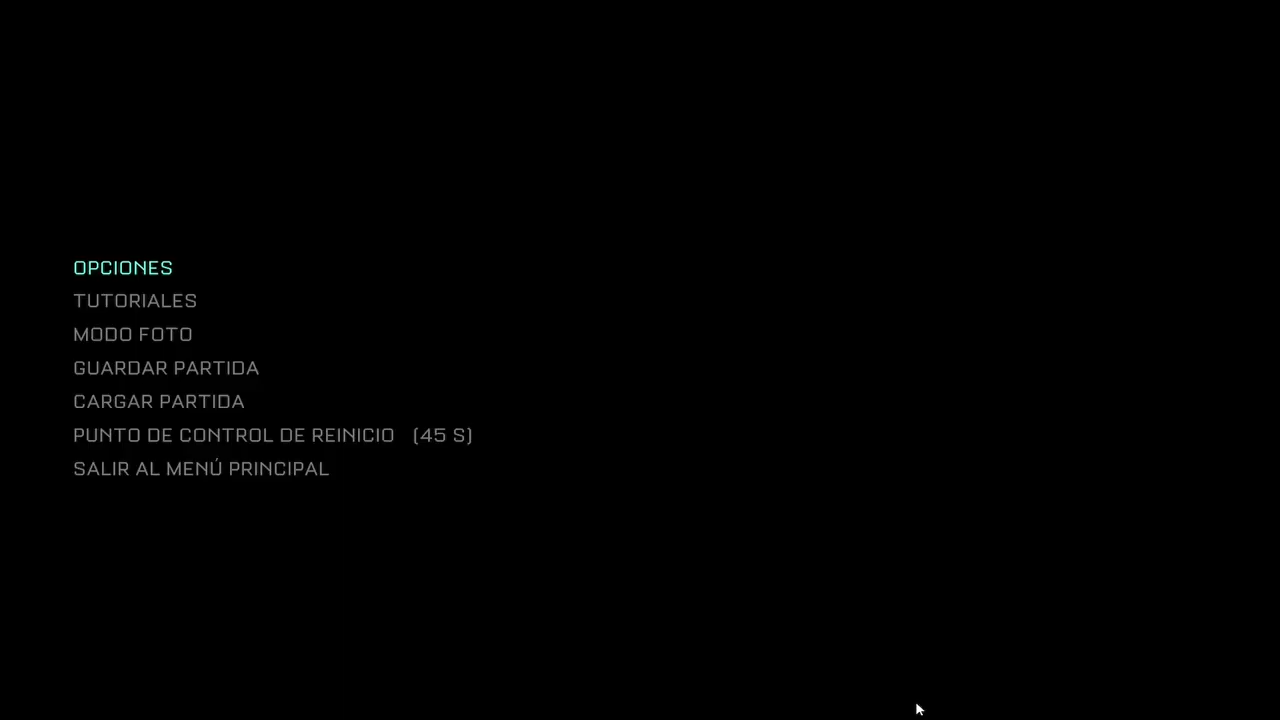 OPCIONES
TUTORIALES
MODO FOTO
GUARDAR PARTIDA
CARGAR PARTIDA
PUNTO DE CONTROL DE REINICIO (45 S)
SALIR AL MENÚ PRINCIPAL